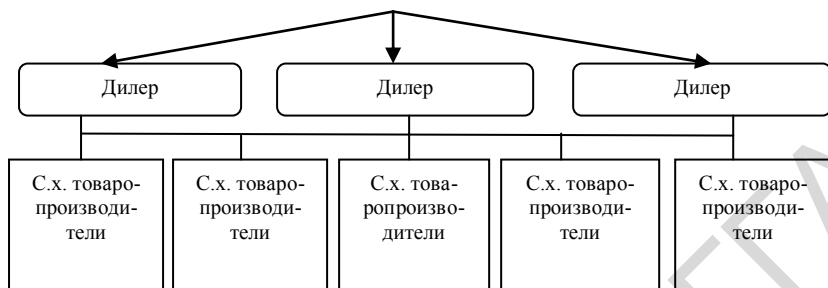 Дилер
Дилер
Дилер
С.х. товаро-
производи-
тели
С.х. товаро-
производи-
тели
С.х. това-
ропроизво-
дители
С.х. товаро-
производи-
тели
С.х. товаро-
производи-
тели